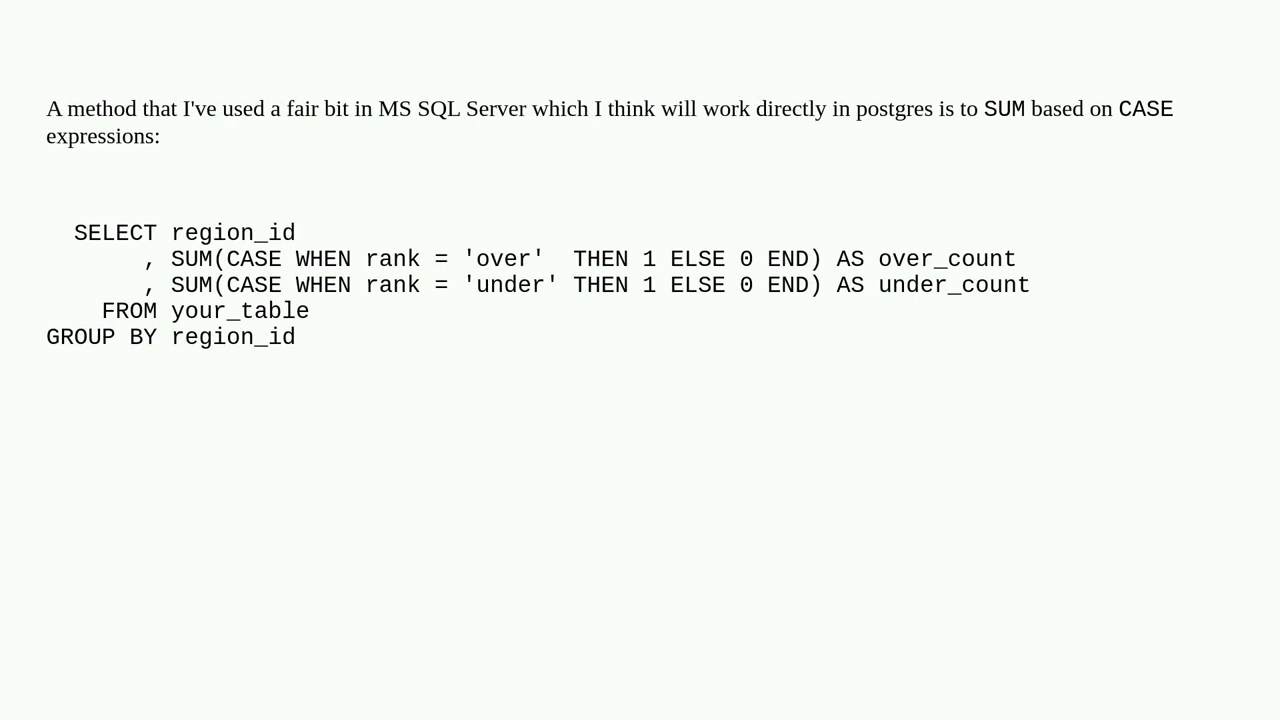 A method that I've used a fair bit in MS SQL Server which I think will work directly in postgres is to SUM based on CASE
expressions:
  SELECT region_id
       , SUM(CASE WHEN rank = 'over'  THEN 1 ELSE 0 END) AS over_count
       , SUM(CASE WHEN rank = 'under' THEN 1 ELSE 0 END) AS under_count
    FROM your_table
GROUP BY region_id